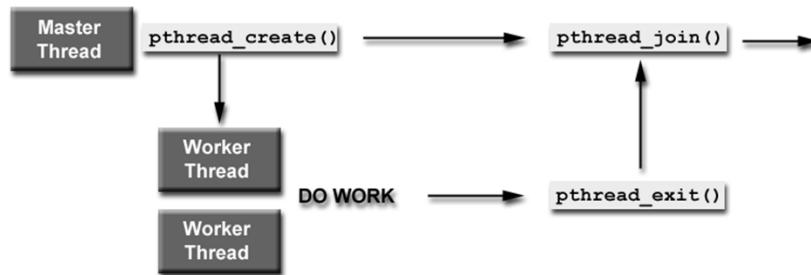 Master
Thread
pthread_create()
pthread_join()
Worker
Thread
DO WORK
pthread_exit()
Worker
Thread